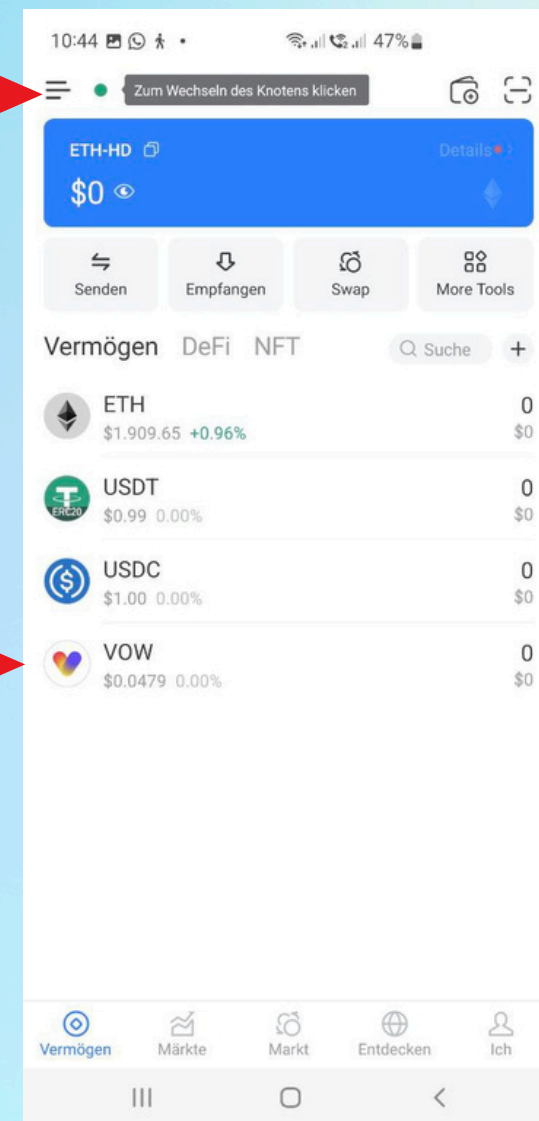 10:44 47%
Zum Wechseln des Knotens klicken
ETH-HD Details
$0
Senden Empfangen Swap More Tools
Vermögen DeFi NFT Suche +
ETH 0
$1.909.65 +0.96% $0
USDT 0
ERC20 $0.99 0.00% $0
USDC 0
$1.00 0.00% $0
VOW 0
$0.0479 0.00% $0
Vermögen Märkte Markt Entdecken Ich